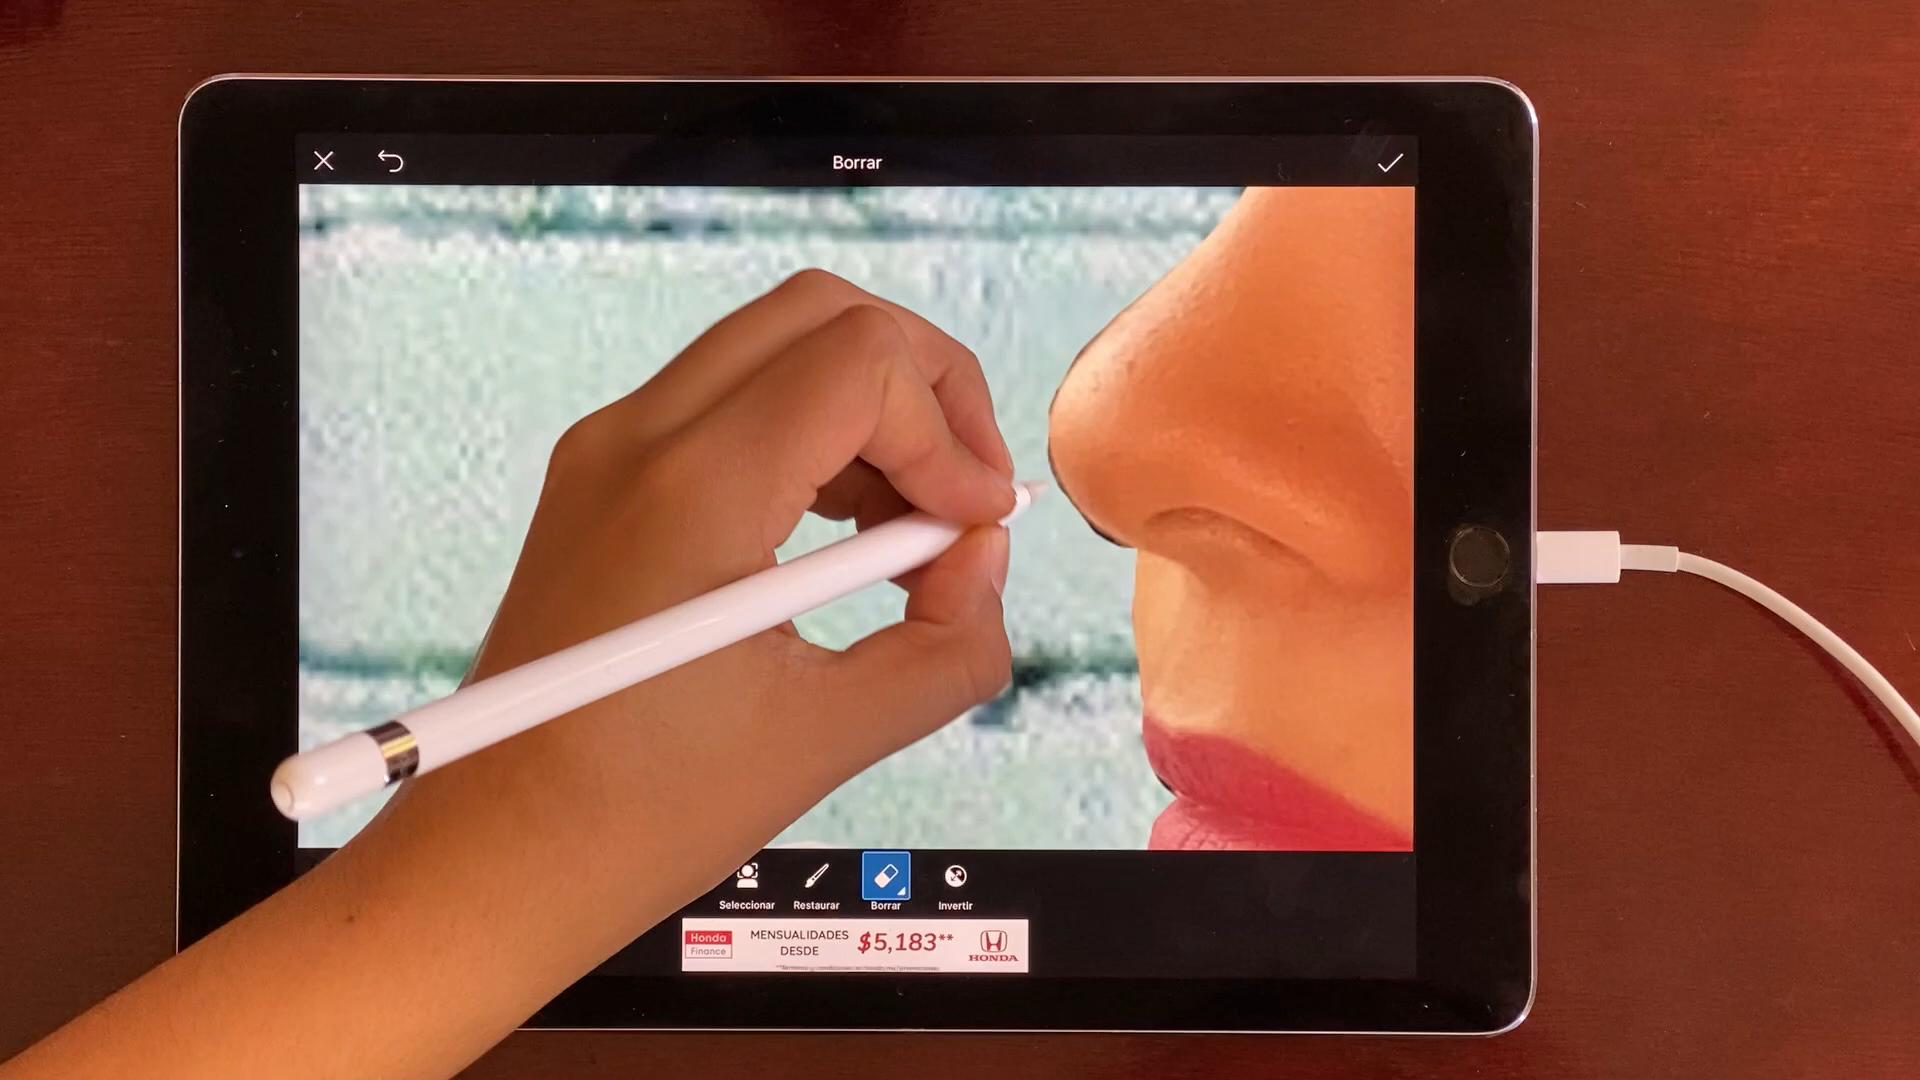 Borrar
Seleccionar
Restaurar
Borrar
Invertir
Honda
Finance
MENSUALIDADES
DESDE
$5,183**
HONDA